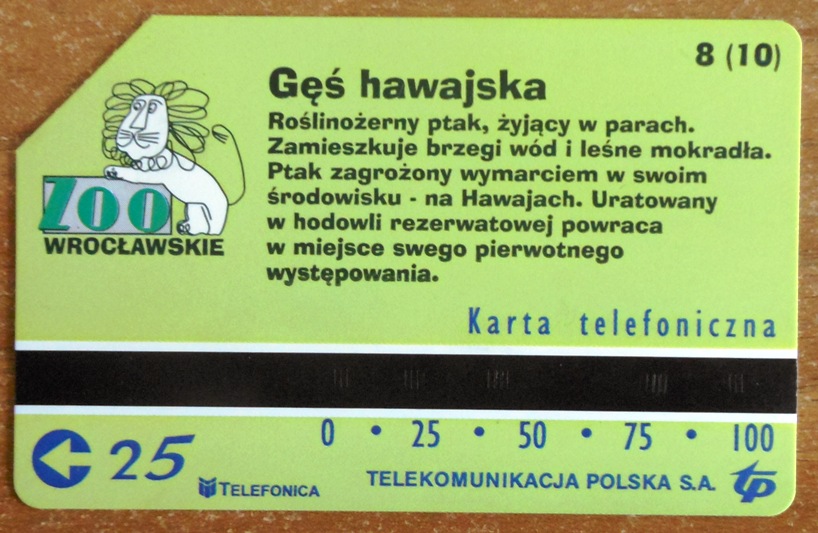 8 (10)
Gęś hawajska
Roślinożerny ptak, żyjący w parach.
Zamieszkuje brzegi wód i leśne mokradła.
Ptak zagrożony wymarciem w swoim
środowisku - na Hawajach. Uratowany
w hodowli rezerwatowej powraca
w miejsce swego pierwotnego
występowania.
ZOO
WROCŁAWSKIE
Karta telefoniczna
0 • 25 • 50 • 75 • 100
25
TELEFONICA
TELEKOMUNIKACJA POLSKA S.A.
tp